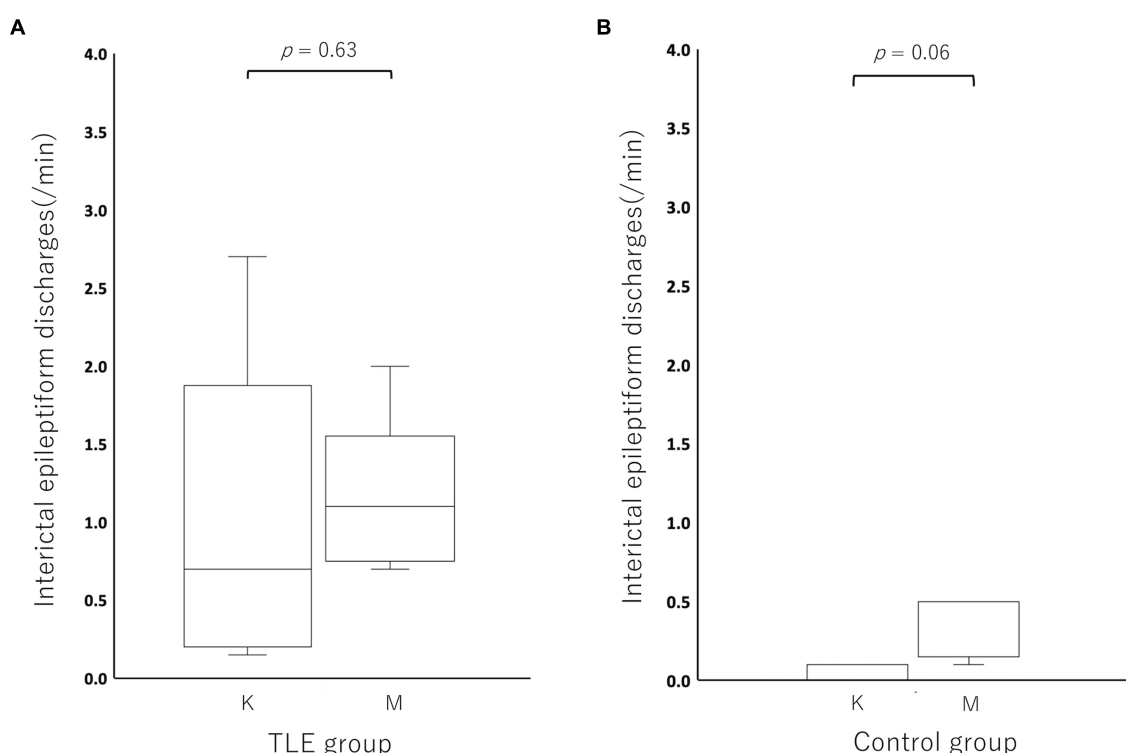 A
p = 0.63
4.0
3.5
3.0
2.5
2.0
1.5
1.0
0.5
0.0
Interictal epileptiform discharges(/min)
K M
TLE group
B
p = 0.06
4.0
3.5
3.0
2.5
2.0
1.5
1.0
0.5
0.0
Interictal epileptiform discharges(/min)
K M
Control group